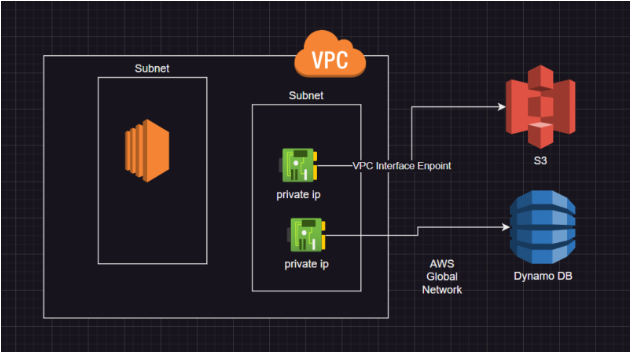 VPC
Subnet
Subnet
VPC Interface Enpoint
private ip
S3
private ip
AWS
Global
Network
Dynamo DB